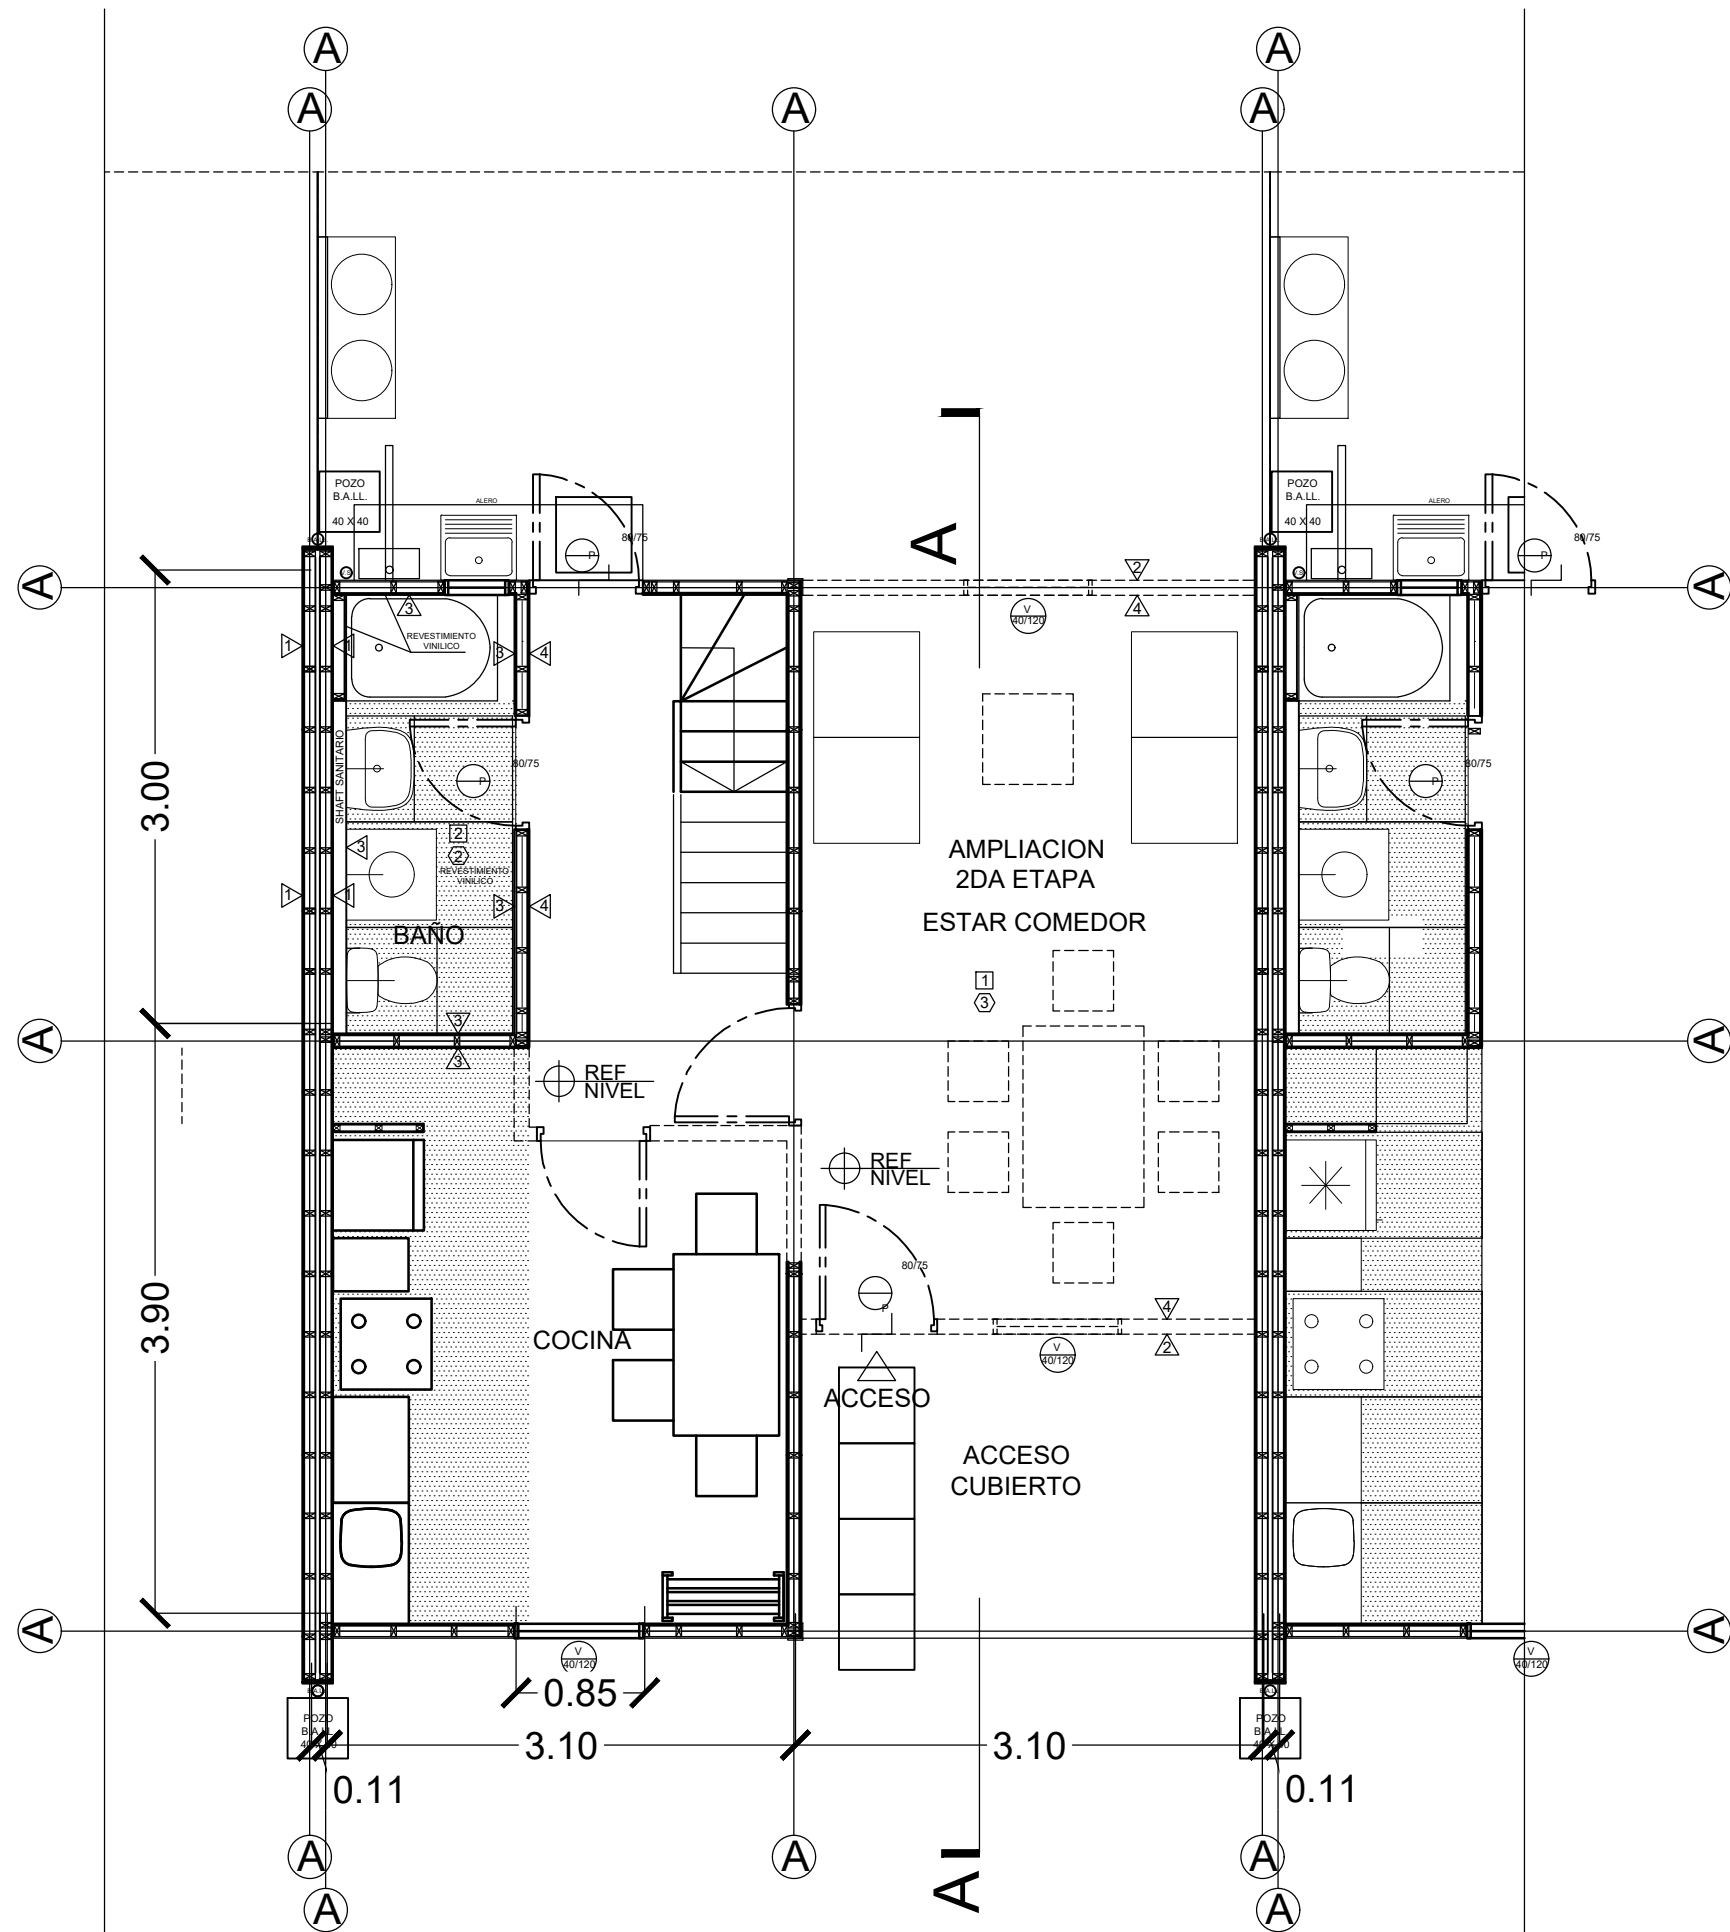 A
A
A
A
A
A
A
POZO
B.A.LL.
40 X 40
ALERO
P
80/75
A
POZO
B.A.LL.
40 X 40
ALERO
P
80/75
V
40/120
2
4
A
A
3
REVESTIMIENTO
VINILICO
1
1
3
4
SHAFT SANITARIO
P
80/75
P
80/75
3.00
2
2
3
REVESTIMIENTO
VINILICO
1
1
3
4
BAÑO
AMPLIACION
2DA ETAPA
ESTAR COMEDOR
1
3
3
3
A
A
REF
NIVEL
REF
NIVEL
3.90
80/75
P
COCINA
4
2
V
40/120
ACCESO
ACCESO
CUBIERTO
A
A
V
40/120
V
40/120
0.85
POZO
B.A.LL.
POZO
B.A.LL.
3.10
3.10
0.11
0.11
A
A
A
A
A
A